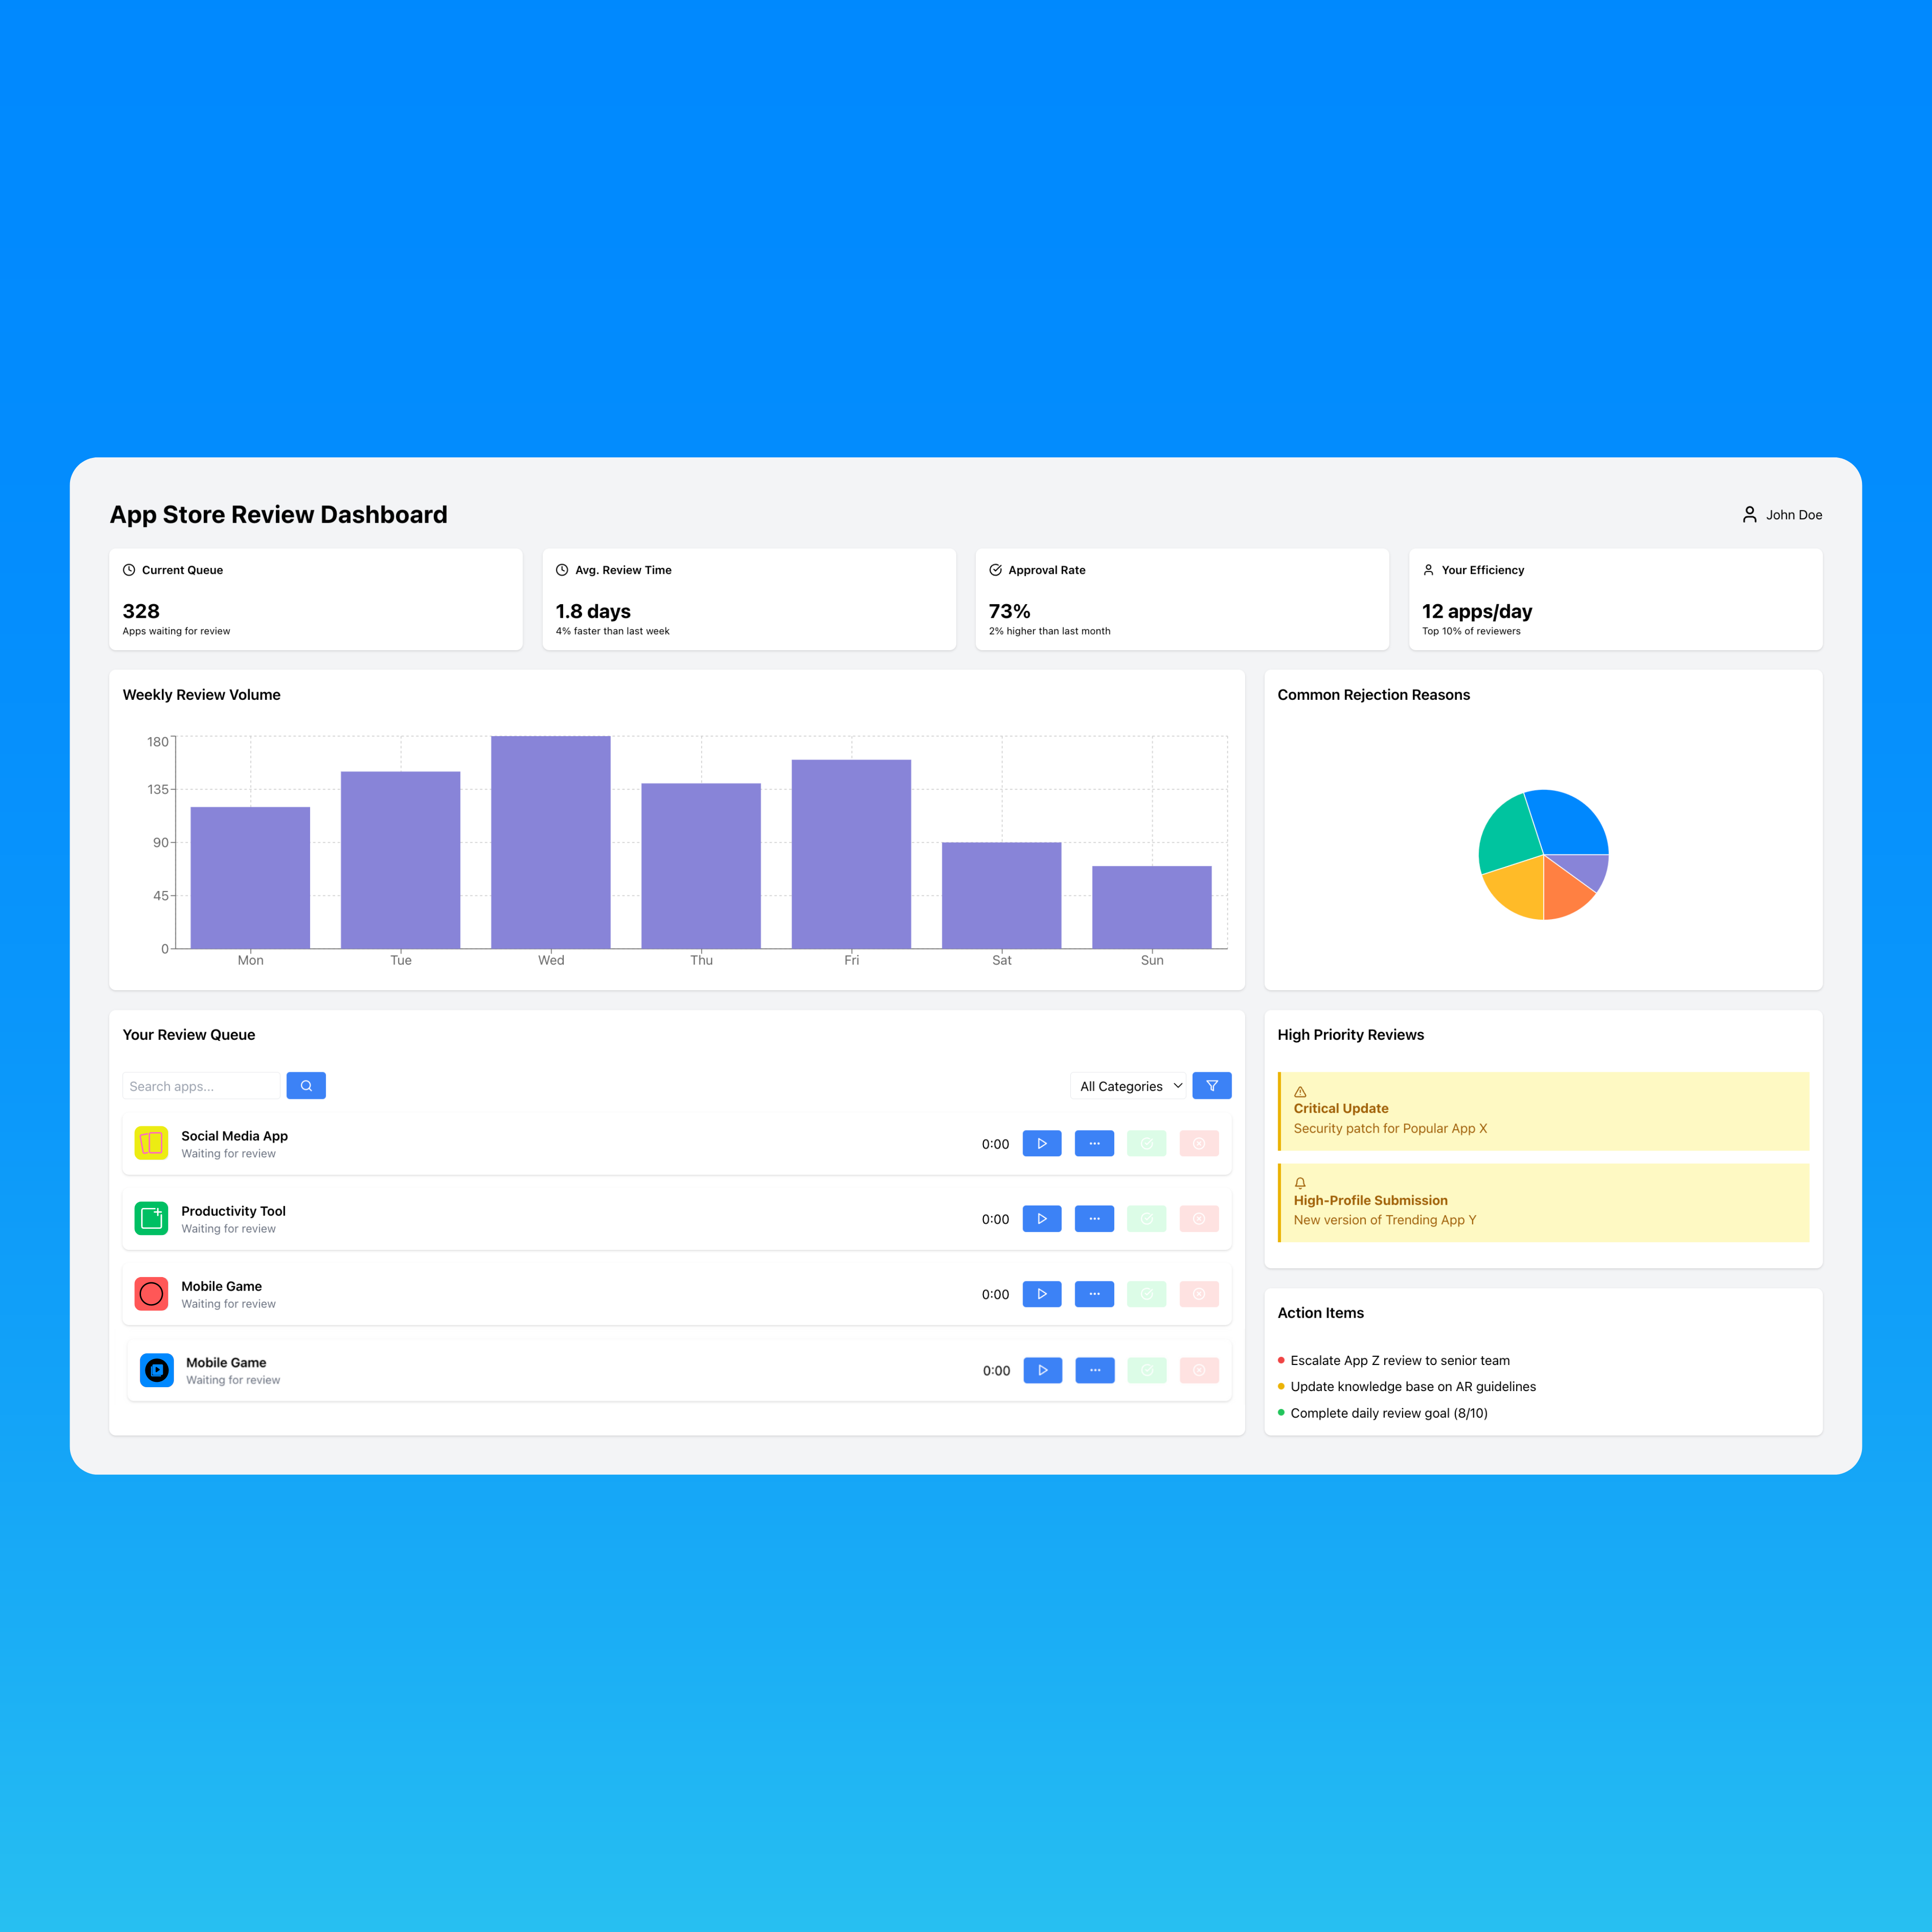 App Store Review Dashboard
John Doe
Current Queue
328
Apps waiting for review
Avg. Review Time
1.8 days
4% faster than last week
Approval Rate
73%
2% higher than last month
Your Efficiency
12 apps/day
Top 10% of reviewers
Weekly Review Volume
180
135
90
45
0
Mon Tue Wed Thu Fri Sat Sun
Common Rejection Reasons
Your Review Queue
Search apps...
All Categories
Social Media App
Waiting for review
0:00
Productivity Tool
Waiting for review
0:00
Mobile Game
Waiting for review
0:00
Mobile Game
Waiting for review
0:00
High Priority Reviews
Critical Update
Security patch for Popular App X
High-Profile Submission
New version of Trending App Y
Action Items
Escalate App Z review to senior team
Update knowledge base on AR guidelines
Complete daily review goal (8/10)